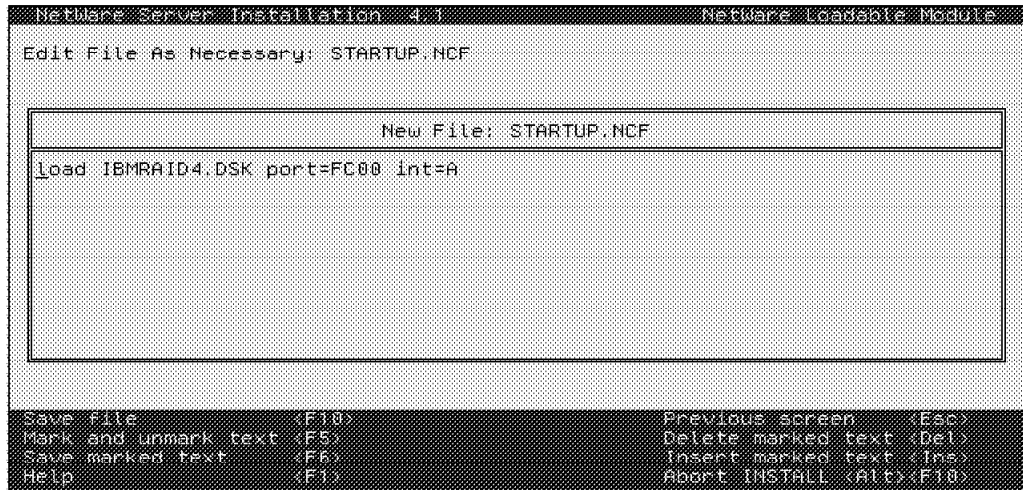 NetWare Server Installation 4.1 NetWare Loadable Module
Edit File As Necessary: STARTUP.NCF
New File: STARTUP.NCF
load IBMRAID4.DSK port=FC00 int=A
Save file <F10> Previous screen <Esc>
Mark and unmark text <F5> Delete marked text <Del>
Save marked text <F6> Insert marked text <Ins>
Help <F1> Abort INSTALL <Alt><F10>